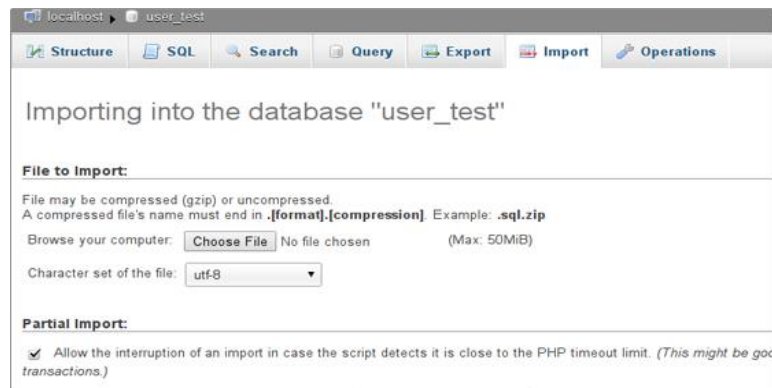 localhost user_test
Structure SQL Search Query Export Import Operations
Importing into the database "user_test"
File to Import:
File may be compressed (gzip) or uncompressed.
A compressed file's name must end in .[format].[compression]. Example: .sql.zip
Browse your computer: Choose File No file chosen (Max: 50MiB)
Character set of the file: utf-8
Partial Import:
Allow the interruption of an import in case the script detects it is close to the PHP timeout limit. (This might be
transactions.)